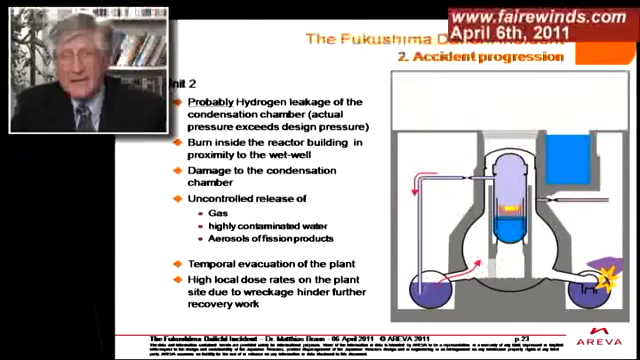 www.fairewinds.com
April 6th, 2011
The Fukushima Daiichi Incident
2. Accident progression
Unit 2
Probably Hydrogen leakage of the
condensation chamber (actual
pressure exceeds design pressure)
Burn inside the reactor building in
proximity to the wet-well
Damage to the condensation
chamber
Uncontrolled release of
Gas
highly contaminated water
Aerosols of fission products
Temporal evacuation of the plant
High local dose rates on the plant
site due to wreckage hinder further
recovery work
AREVA
The Fukushima Daiichi Incident – Dr. Matthias Braun - 06 April 2011 © AREVA 2011
p.23
AREVA